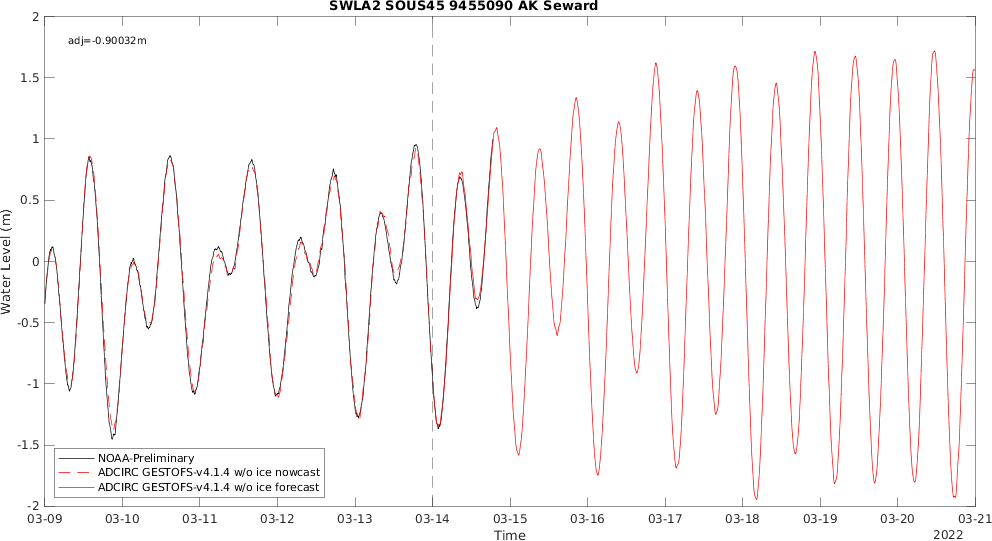 SWLA2 SOUS45 9455090 AK Seward
adj=-0.90032m
2
1.5
1
0.5
0
-0.5
-1
-1.5
-2
Water Level (m)
NOAA-Preliminary
ADCIRC GESTOFS-v4.1.4 w/o ice nowcast
ADCIRC GESTOFS-v4.1.4 w/o ice forecast
03-09 03-10 03-11 03-12 03-13 03-14 03-15 03-16 03-17 03-18 03-19 03-20 03-21
Time
2022